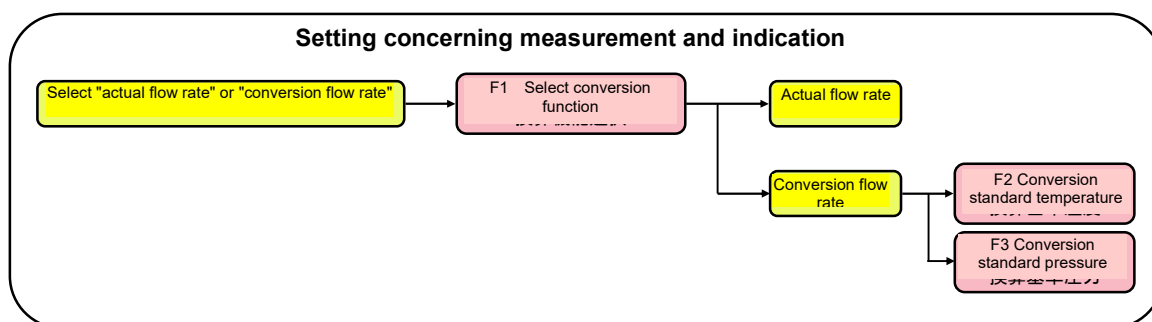 Setting concerning measurement and indication
Select "actual flow rate" or "conversion flow rate"
F1 Select conversion
function
Actual flow rate
Conversion flow
rate
F2 Conversion
standard temperature
F3 Conversion
standard pressure